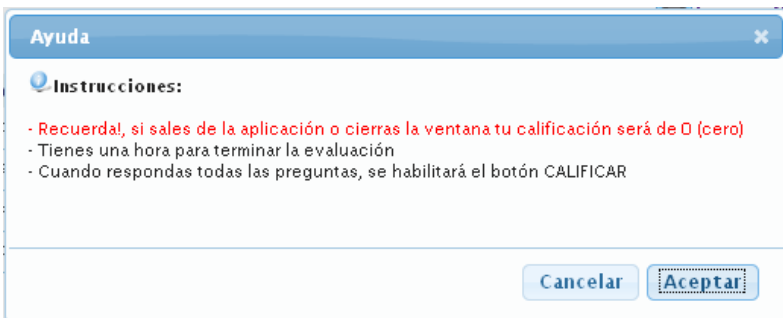 Ayuda
Instrucciones:
- Recuerda!, si sales de la aplicación o cierras la ventana tu calificación será de 0 (cero)
- Tienes una hora para terminar la evaluación
- Cuando respondas todas las preguntas, se habilitará el botón CALIFICAR
Cancelar Aceptar